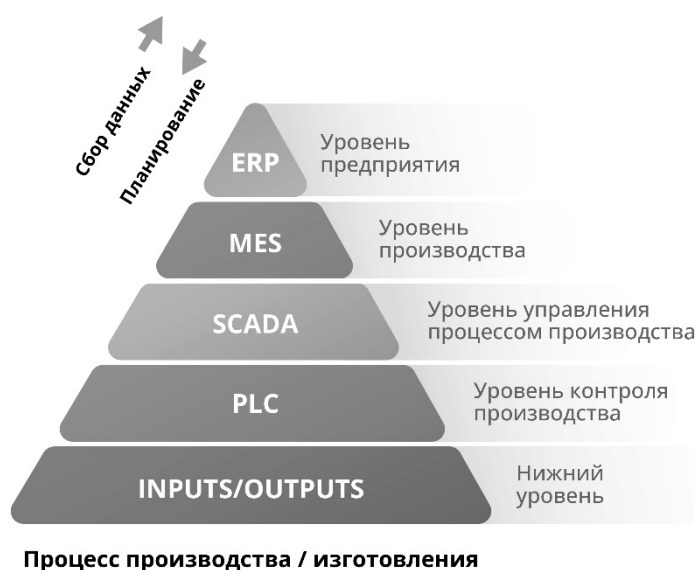 Сбор данных
Планирование
ERP
Уровень
предприятия
MES
Уровень
производства
SCADA
Уровень управления
процессом производства
PLC
Уровень контроля
производства
INPUTS/OUTPUTS
Нижний
уровень
Процесс производства / изготовления